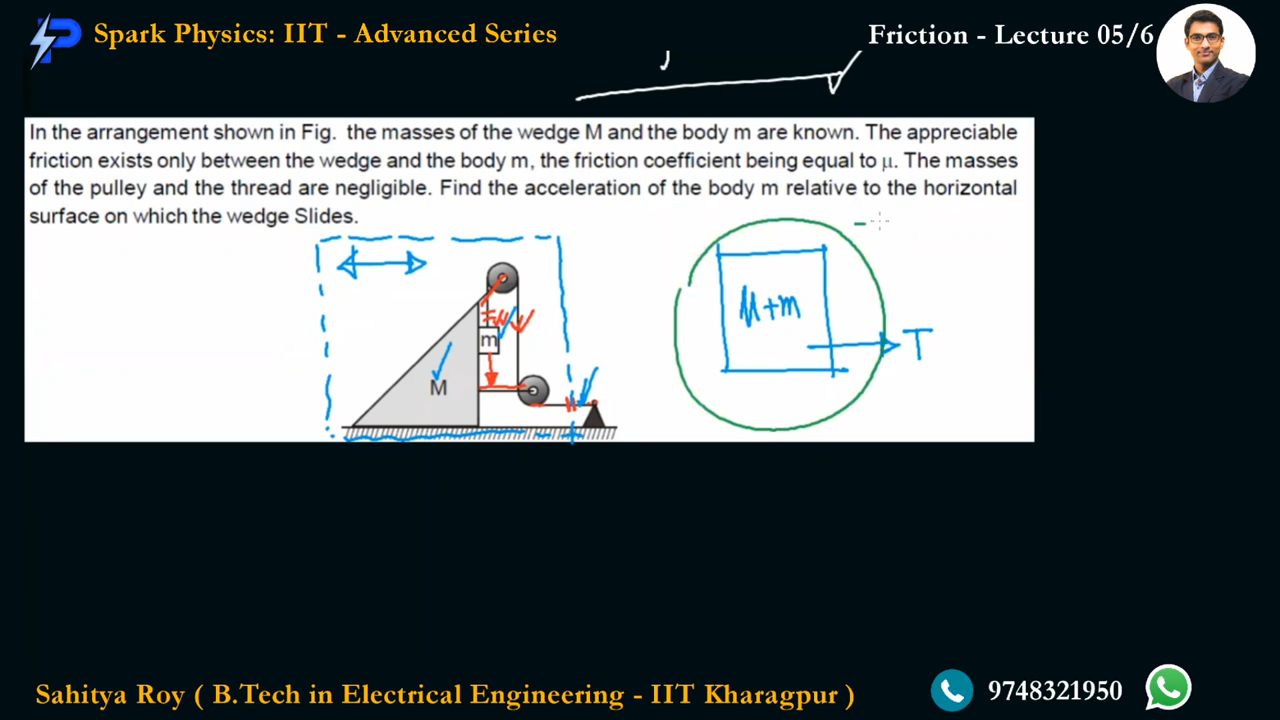 Spark Physics: IIT - Advanced Series
Friction - Lecture 05/6
In the arrangement shown in Fig. the masses of the wedge M and the body m are known. The appreciable
friction exists only between the wedge and the body m, the friction coefficient being equal to μ. The masses
of the pulley and the thread are negligible. Find the acceleration of the body m relative to the horizontal
surface on which the wedge Slides.
m
M
M+m
T
Sahitya Roy ( B.Tech in Electrical Engineering - IIT Kharagpur )
9748321950